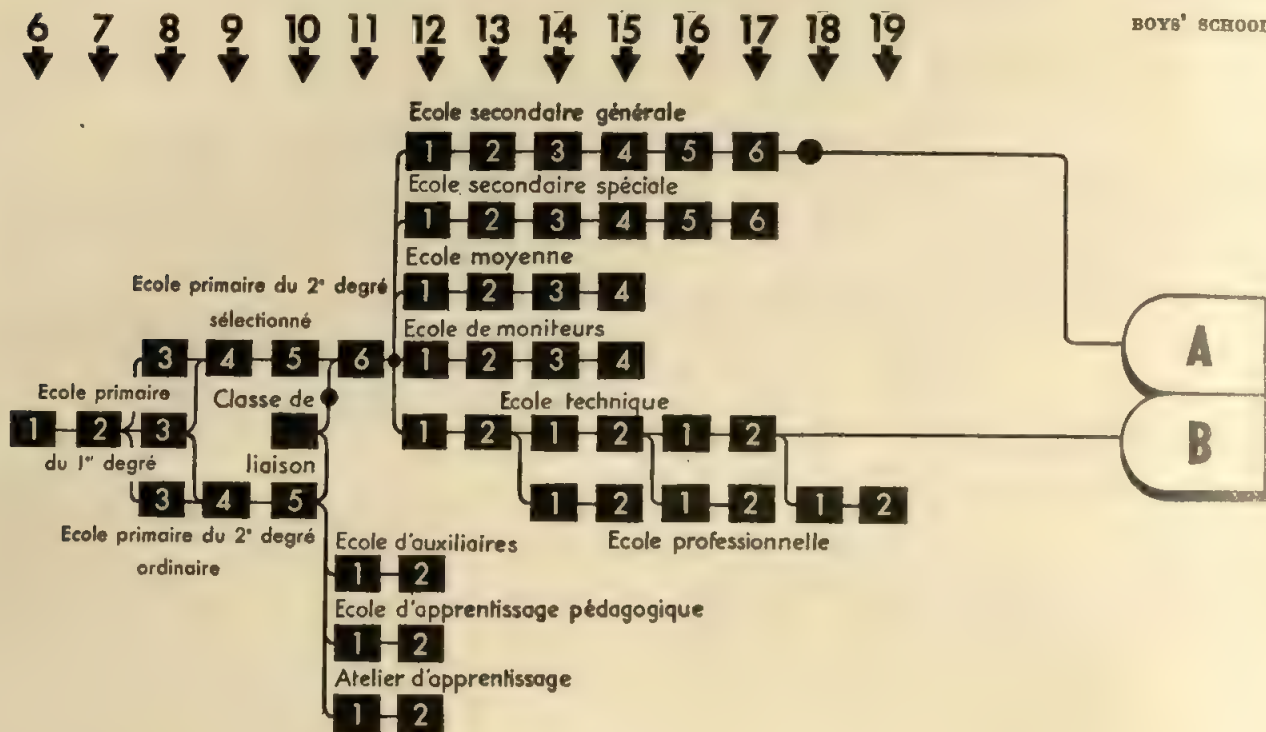 6 7 8 9 10 11 12 13 14 15 16 17 18 19
BOYS' SCHOOL
Ecole secondaire générale
1 2 3 4 5 6
Ecole secondaire spéciale
1 2 3 4 5 6
Ecole moyenne
1 2 3 4
Ecole primaire du 2e degré
sélectionné
3 4 5 6
Ecole de moniteurs
1 2 3 4
Ecole primaire
1 2 3
du 1er degré
Classe de
liaison
Ecole technique
1 2 1 2 1 2
3 4 5
1 2 1 2 1 2
Ecole primaire du 2e degré
ordinaire
Ecole professionnelle
Ecole d'auxiliaires
1 2
Ecole d'apprentissage pédagogique
1 2
Atelier d'apprentissage
1 2
A
B